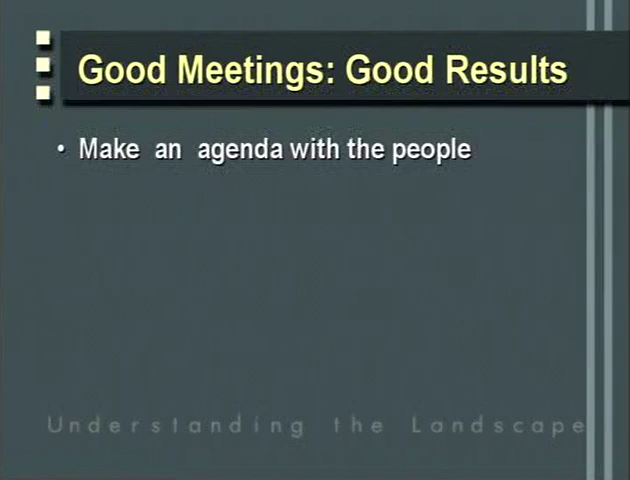 Good Meetings: Good Results
• Make an agenda with the people
Understanding the Landscape